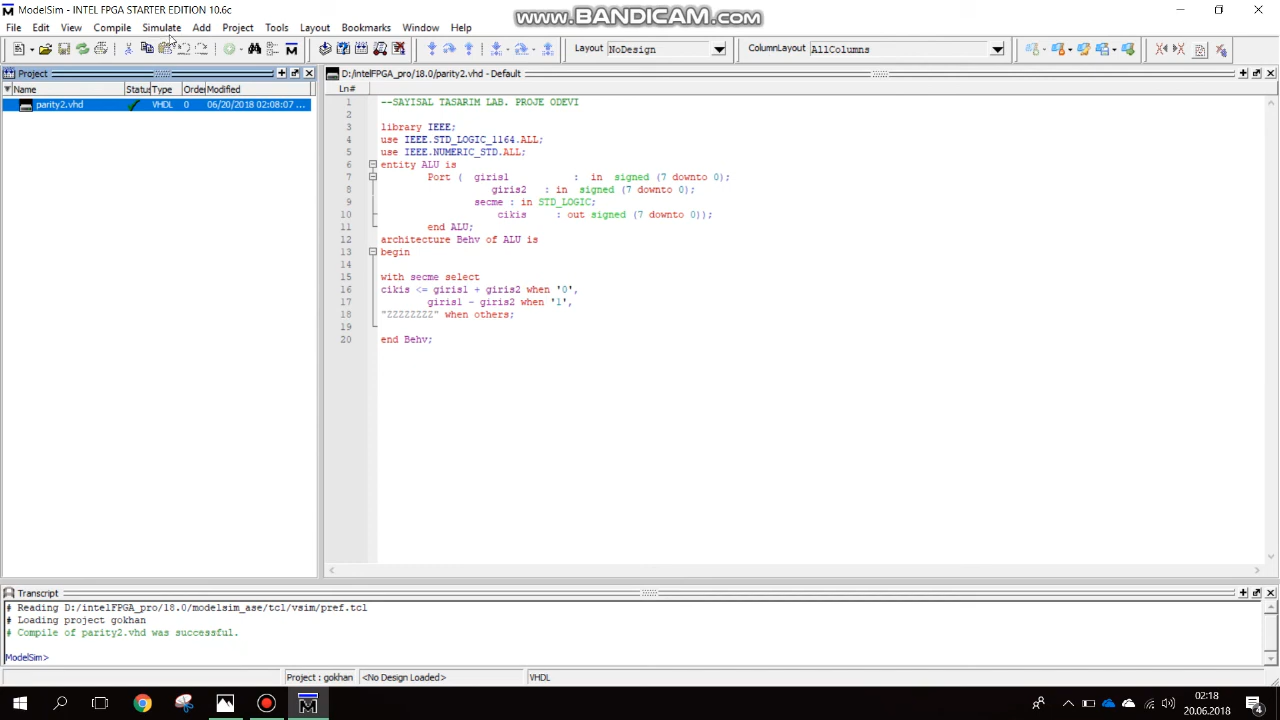 ModelSim - INTEL FPGA STARTER EDITION 10.6c
www.BANDICAM.com
File Edit View Compile Simulate Add Project Tools Layout Bookmarks Window Help
Layout NoDesign ColumnLayout AllColumns
Project
Name Status Type Order Modified
parity2.vhd VHDL 0 06/20/2018 02:08:07 ...
D:/intelFPGA_pro/18.0/parity2.vhd - Default
Ln#
1 --SAYISAL TASARIM LAB. PROJE ODEVI
2
3 library IEEE;
4 use IEEE.STD_LOGIC_1164.ALL;
5 use IEEE.NUMERIC_STD.ALL;
6 entity ALU is
7 Port ( giris1 : in signed (7 downto 0);
8 giris2 : in signed (7 downto 0);
9 secme : in STD_LOGIC;
10 cikis : out signed (7 downto 0));
11 end ALU;
12 architecture Behv of ALU is
13 begin
14
15 with secme select
16 cikis <= giris1 + giris2 when '0',
17 giris1 - giris2 when '1',
18 "ZZZZZZZZ" when others;
19
20 end Behv;
Transcript
# Reading D:/intelFPGA_pro/18.0/modelsim_ase/tcl/vsim/pref.tcl
# Loading project gokhan
# Compile of parity2.vhd was successful.
ModelSim>
Project : gokhan <No Design Loaded> VHDL
02:18
20.06.2018
4